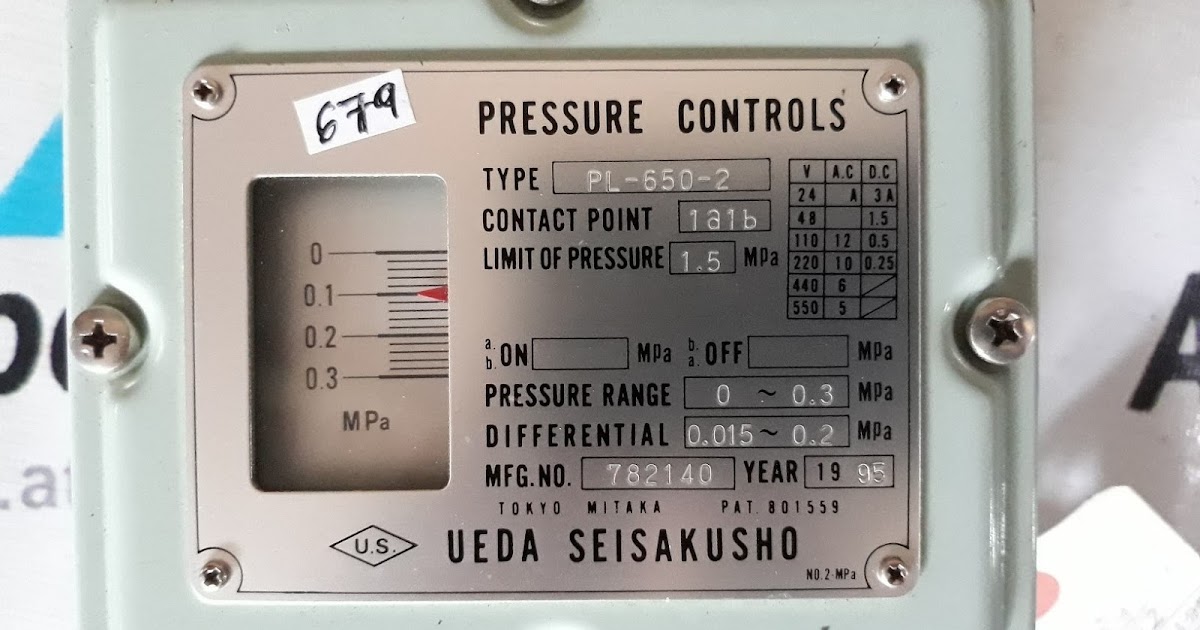 679
PRESSURE CONTROLS
TYPE PL-650-2
CONTACT POINT 1a1b
LIMIT OF PRESSURE 1.5 MPa
V A.C D.C
24 A 3A
48 1.5
110 12 0.5
220 10 0.25
440 6
550 5
0
0.1
0.2
0.3
MPa
a. b. ON MPa b. a. OFF MPa
PRESSURE RANGE 0 ~ 0.3 MPa
DIFFERENTIAL 0.015 ~ 0.2 MPa
MFG.NO. 782140 YEAR 19 95
TOKYO MITAKA PAT. 801559
U.S. UEDA SEISAKUSHO
NO.2-MPa